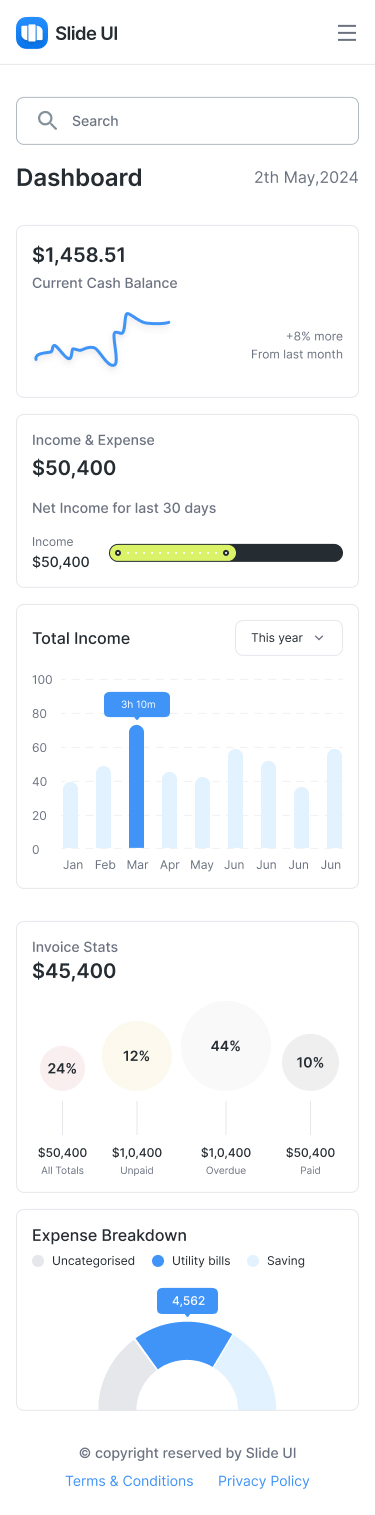 Slide UI
Search
Dashboard 2th May,2024
$1,458.51
Current Cash Balance
+8% more
From last month
Income & Expense
$50,400
Net Income for last 30 days
Income
$50,400
Total Income This year
100
3h 10m
80
60
40
20
0
Jan Feb Mar Apr May Jun Jun Jun Jun
Invoice Stats
$45,400
24% 12% 44% 10%
$50,400 $1,0,400 $1,0,400 $50,400
All Totals Unpaid Overdue Paid
Expense Breakdown
Uncategorised Utility bills Saving
4,562
© copyright reserved by Slide UI
Terms & Conditions Privacy Policy